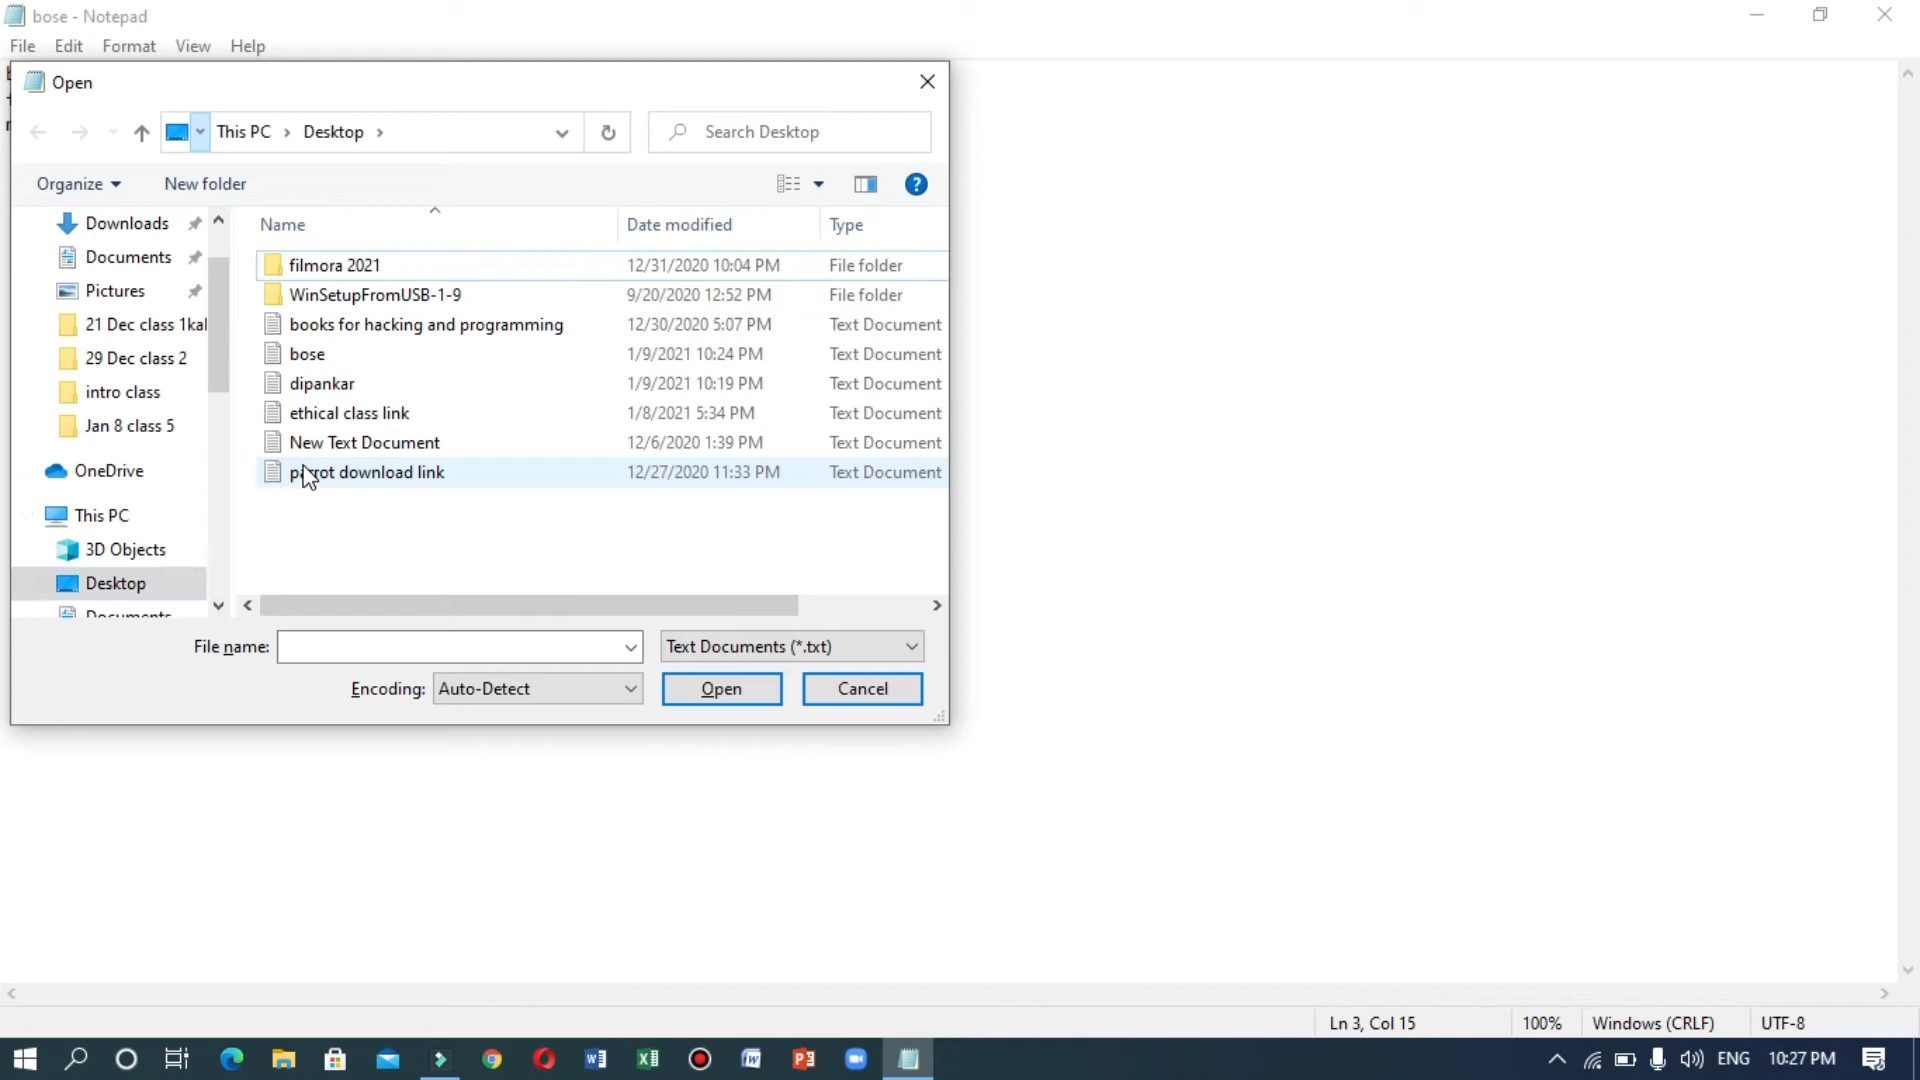 bose - Notepad
File Edit Format View Help
Open
This PC › Desktop ›
Search Desktop
Organize New folder
Name Date modified Type
Downloads
Documents
Pictures
21 Dec class 1kal
29 Dec class 2
intro class
Jan 8 class 5
OneDrive
This PC
3D Objects
Desktop
Documents
filmora 2021 12/31/2020 10:04 PM File folder
WinSetupFromUSB-1-9 9/20/2020 12:52 PM File folder
books for hacking and programming 12/30/2020 5:07 PM Text Document
bose 1/9/2021 10:24 PM Text Document
dipankar 1/9/2021 10:19 PM Text Document
ethical class link 1/8/2021 5:34 PM Text Document
New Text Document 12/6/2020 1:39 PM Text Document
parrot download link 12/27/2020 11:33 PM Text Document
File name: Text Documents (*.txt)
Encoding: Auto-Detect Open Cancel
Ln 3, Col 15 100% Windows (CRLF) UTF-8
ENG 10:27 PM